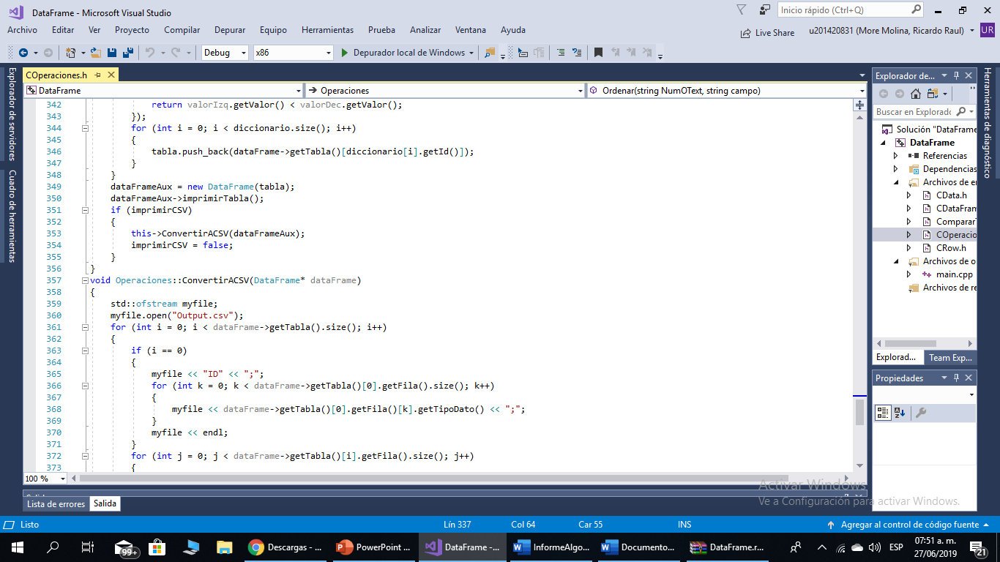 DataFrame - Microsoft Visual Studio
Inicio rápido (Ctrl+Q)
Archivo Editar Ver Proyecto Compilar Depurar Equipo Herramientas Prueba Analizar Ventana Ayuda
Live Share u201420831 (More Molina, Ricardo Raul) UR
Debug x86 Depurador local de Windows
Explorador de servidores
Cuadro de herramientas
COperaciones.h
DataFrame Operaciones Ordenar(string NumOText, string campo)
342 return valorIzq.getValor() < valorDec.getValor();
343 });
344 for (int i = 0; i < diccionario.size(); i++)
345 {
346 tabla.push_back(dataFrame->getTabla()[diccionario[i].getId()]);
347 }
348 }
349 dataFrameAux = new DataFrame(tabla);
350 dataFrameAux->imprimirTabla();
351 if (imprimirCSV)
352 {
353 this->ConvertirACSV(dataFrameAux);
354 imprimirCSV = false;
355 }
356 }
357 void Operaciones::ConvertirACSV(DataFrame* dataFrame)
358 {
359 std::ofstream myfile;
360 myfile.open("Output.csv");
361 for (int i = 0; i < dataFrame->getTabla().size(); i++)
362 {
363 if (i == 0)
364 {
365 myfile << "ID" << ";";
366 for (int k = 0; k < dataFrame->getTabla()[0].getFila().size(); k++)
367 {
368 myfile << dataFrame->getTabla()[0].getFila()[k].getTipoDato() << ";";
369 }
370 myfile << endl;
371 }
372 for (int j = 0; j < dataFrame->getTabla()[i].getFila().size(); j++)
373 {
100 %
Lista de errores Salida
Explorador de...
Buscar en Explorado
Solución "DataFrame
DataFrame
Referencias
Dependencias
Archivos de e
CData.h
CDataFram
Comparar
COperacio
CRow.h
Archivos de o
main.cpp
Archivos de re
Explorad... Team Exp...
Propiedades
Herramientas de diagnóstico
Activar Windows
Ve a Configuración para activar Windows.
Listo Lín 337 Col 64 Car 55 INS Agregar al control de código fuente
99+ Descargas - ... PowerPoint ... DataFrame -... InformeAlgo... Documento... DataFrame.r... ESP 07:51 a. m.
27/06/2019 21